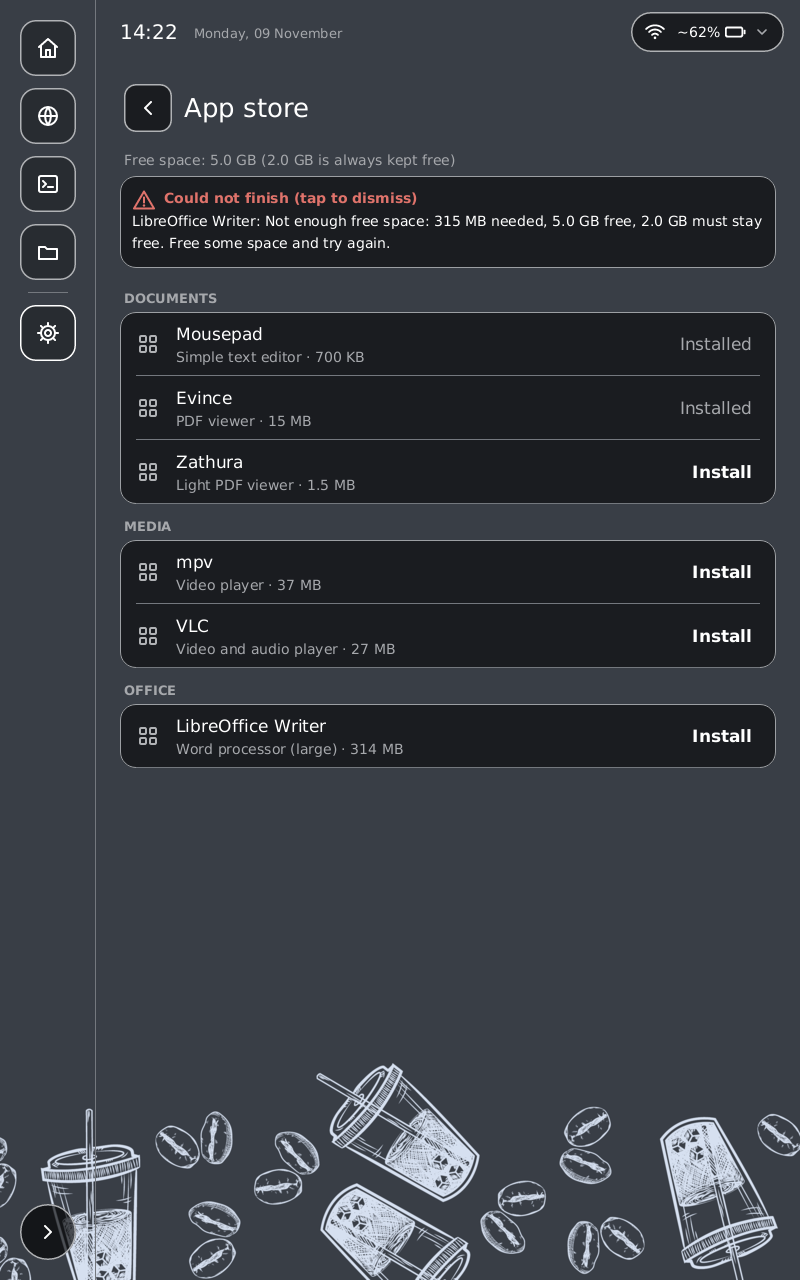 14:22 Monday, 09 November ~62%
App store
Free space: 5.0 GB (2.0 GB is always kept free)
Could not finish (tap to dismiss)
LibreOffice Writer: Not enough free space: 315 MB needed, 5.0 GB free, 2.0 GB must stay
free. Free some space and try again.
DOCUMENTS
Mousepad
Simple text editor · 700 KB
Installed
Evince
PDF viewer · 15 MB
Installed
Zathura
Light PDF viewer · 1.5 MB
Install
MEDIA
mpv
Video player · 37 MB
Install
VLC
Video and audio player · 27 MB
Install
OFFICE
LibreOffice Writer
Word processor (large) · 314 MB
Install